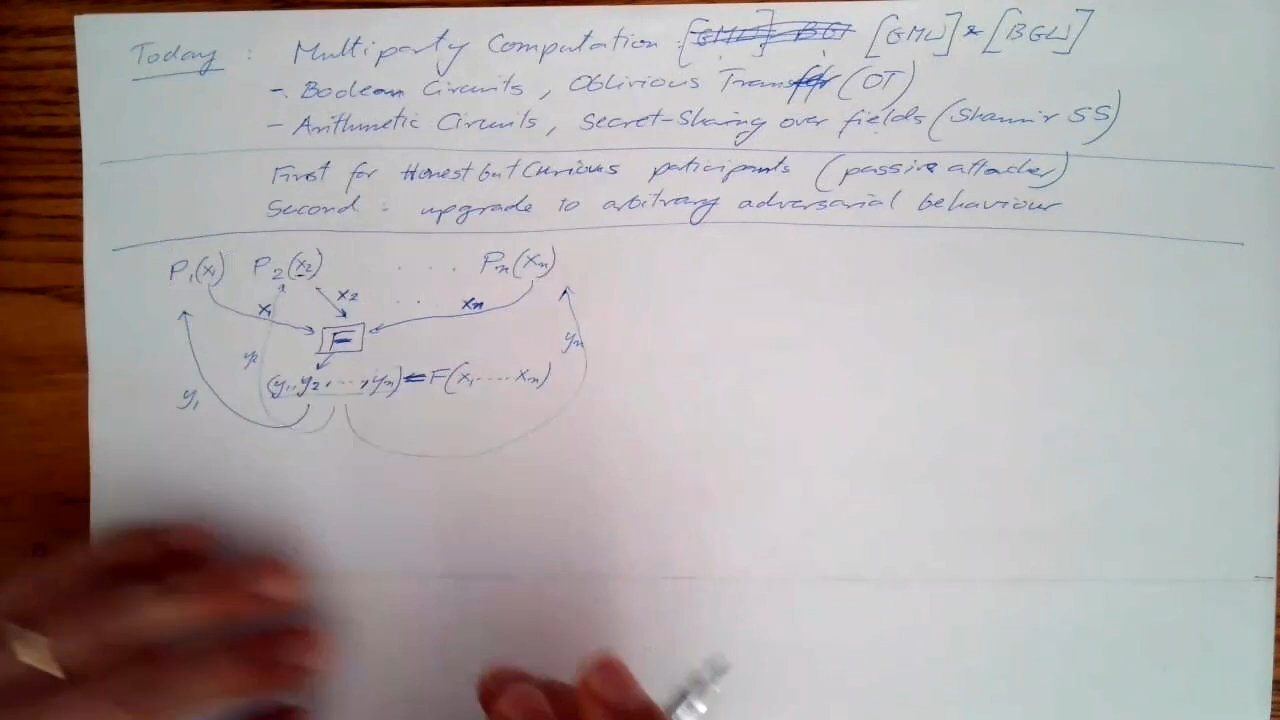 Today : Multiparty Computation : [GMW] & [BGW]
- Boolean Circuits, Oblivious Transfer (OT)
- Arithmetic Circuits, Secret-Sharing over fields (Shamir SS)
First for Honest but Curious participants (passive attacker)
Second : upgrade to arbitrary adversarial behaviour
P1(x1) P2(x2) . . . . Pn(xn)
x1 x2 . . . xn
F
y2 yn
(y1, y2, ..., yn) ⇐ F(x1 ..... xn)
y1